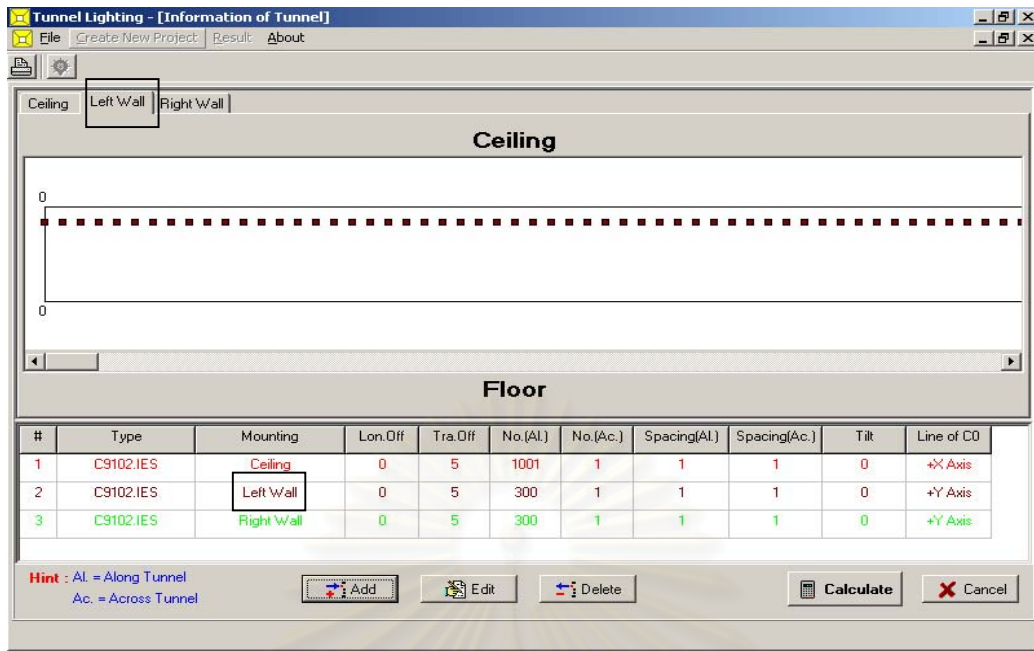 Tunnel Lighting - [Information of Tunnel]
File Create New Project Result About
Ceiling Left Wall Right Wall
Ceiling
0
0
Floor
# Type Mounting Lon.Off Tra.Off No.(Al.) No.(Ac.) Spacing(Al.) Spacing(Ac.) Tilt Line of C0
1 C9102.IES Ceiling 0 5 1001 1 1 1 0 +X Axis
2 C9102.IES Left Wall 0 5 300 1 1 1 0 +Y Axis
3 C9102.IES Right Wall 0 5 300 1 1 1 0 +Y Axis
Hint : Al. = Along Tunnel
Ac. = Across Tunnel
Add Edit Delete Calculate Cancel